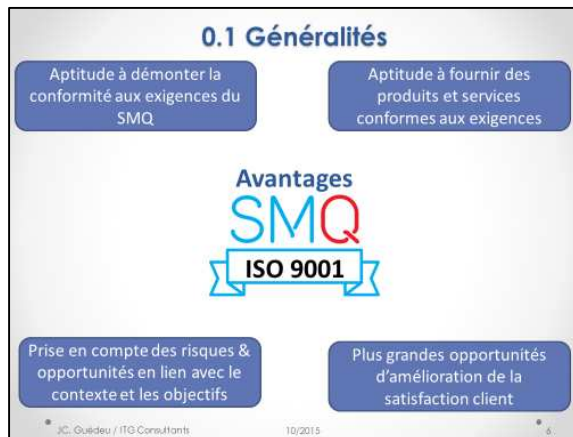 0.1 Généralités
Aptitude à démonter la
conformité aux exigences du
SMQ
Aptitude à fournir des
produits et services
conformes aux exigences
Avantages
SMQ
ISO 9001
Prise en compte des risques &
opportunités en lien avec le
contexte et les objectifs
Plus grandes opportunités
d'amélioration de la
satisfaction client
JC. Guédeu / ITG Consultants 10/2015 6